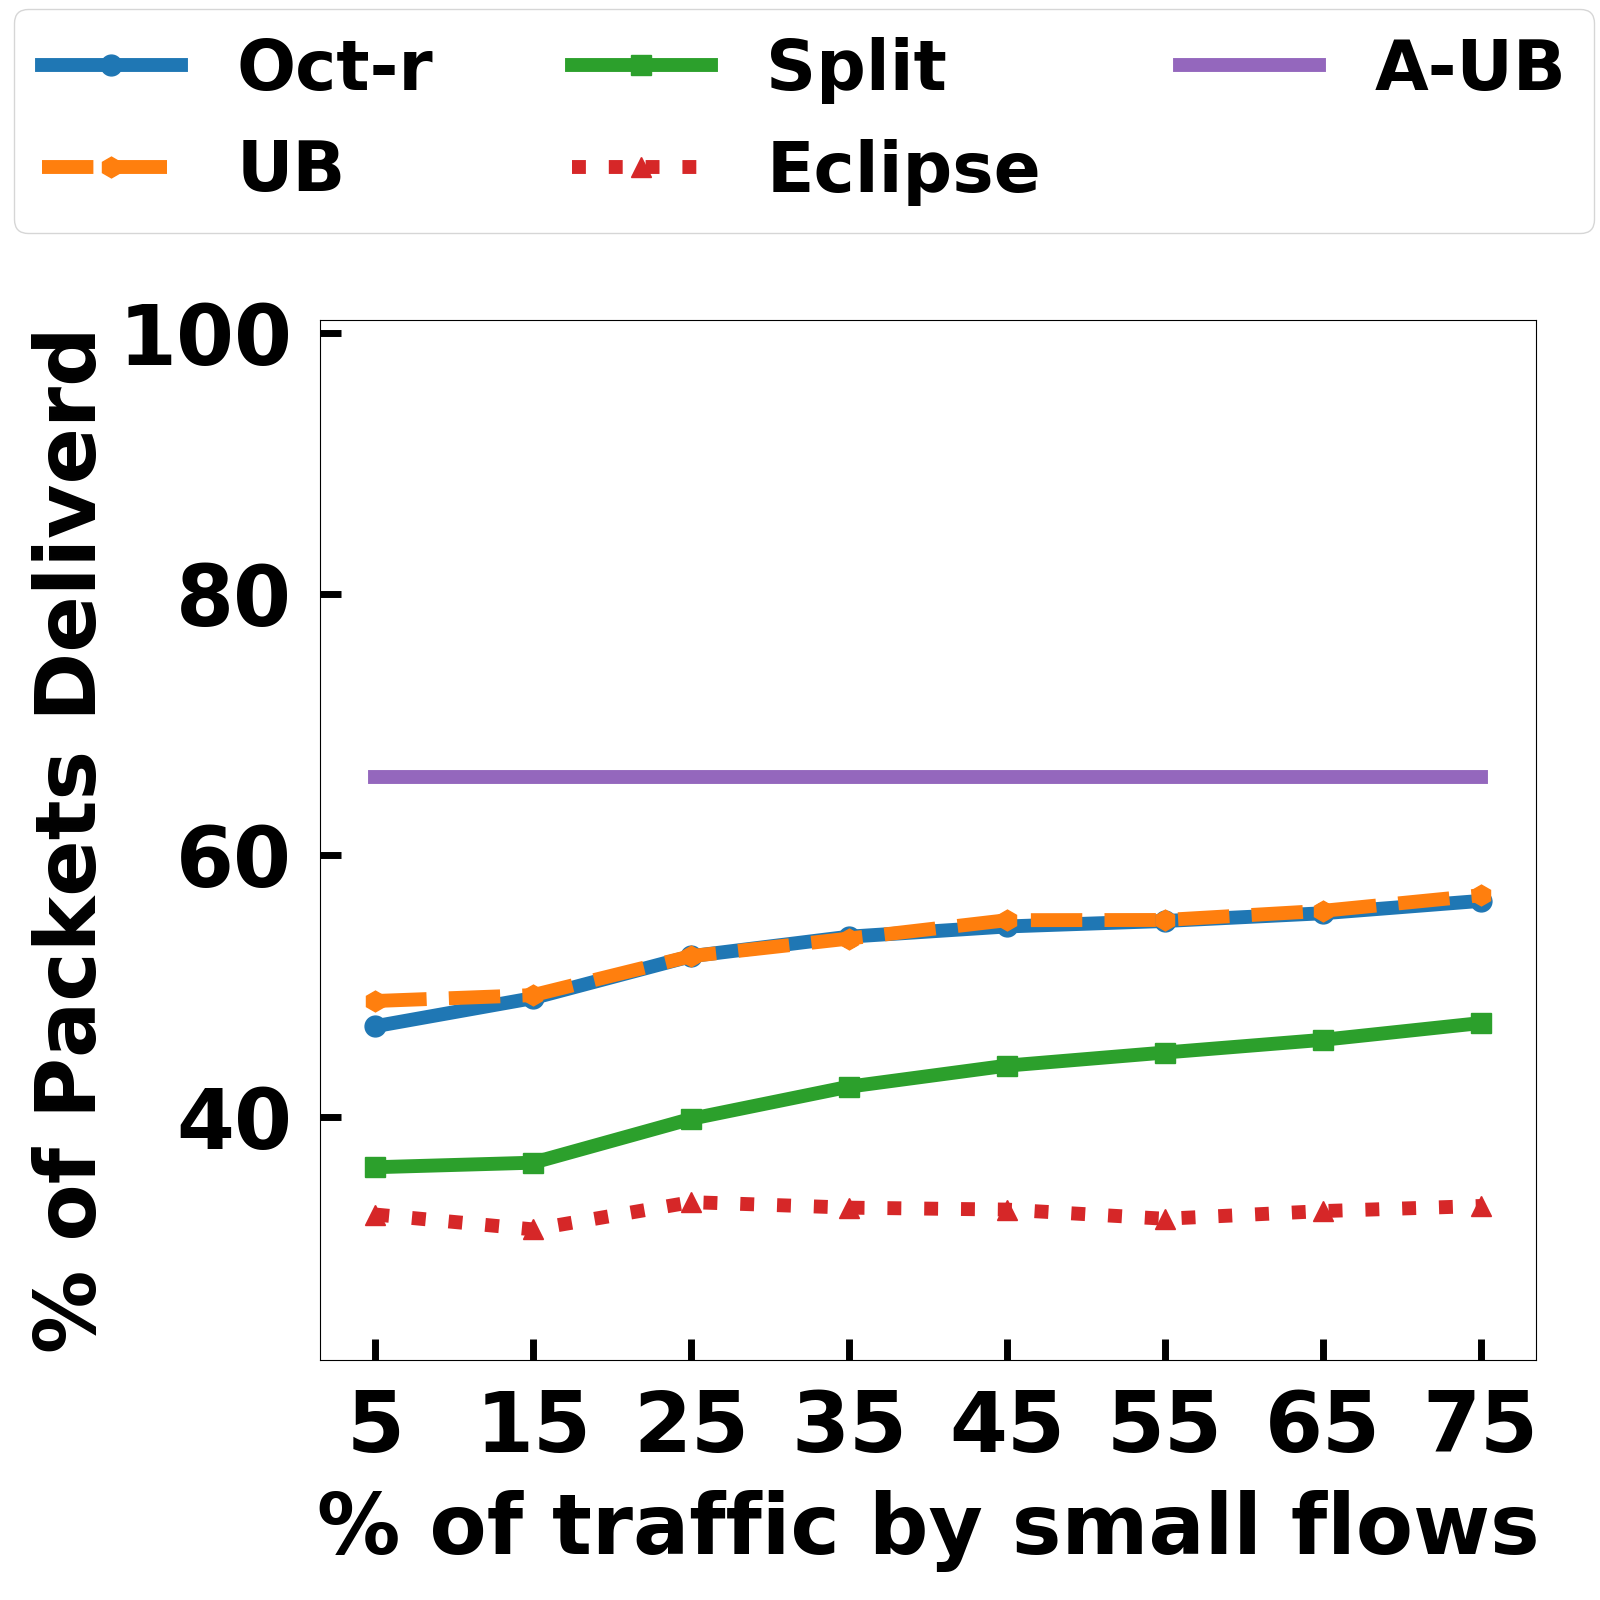 Oct-r
Split
A-UB
UB
Eclipse
% of Packets Deliverd
100
80
60
40
5 15 25 35 45 55 65 75
% of traffic by small flows